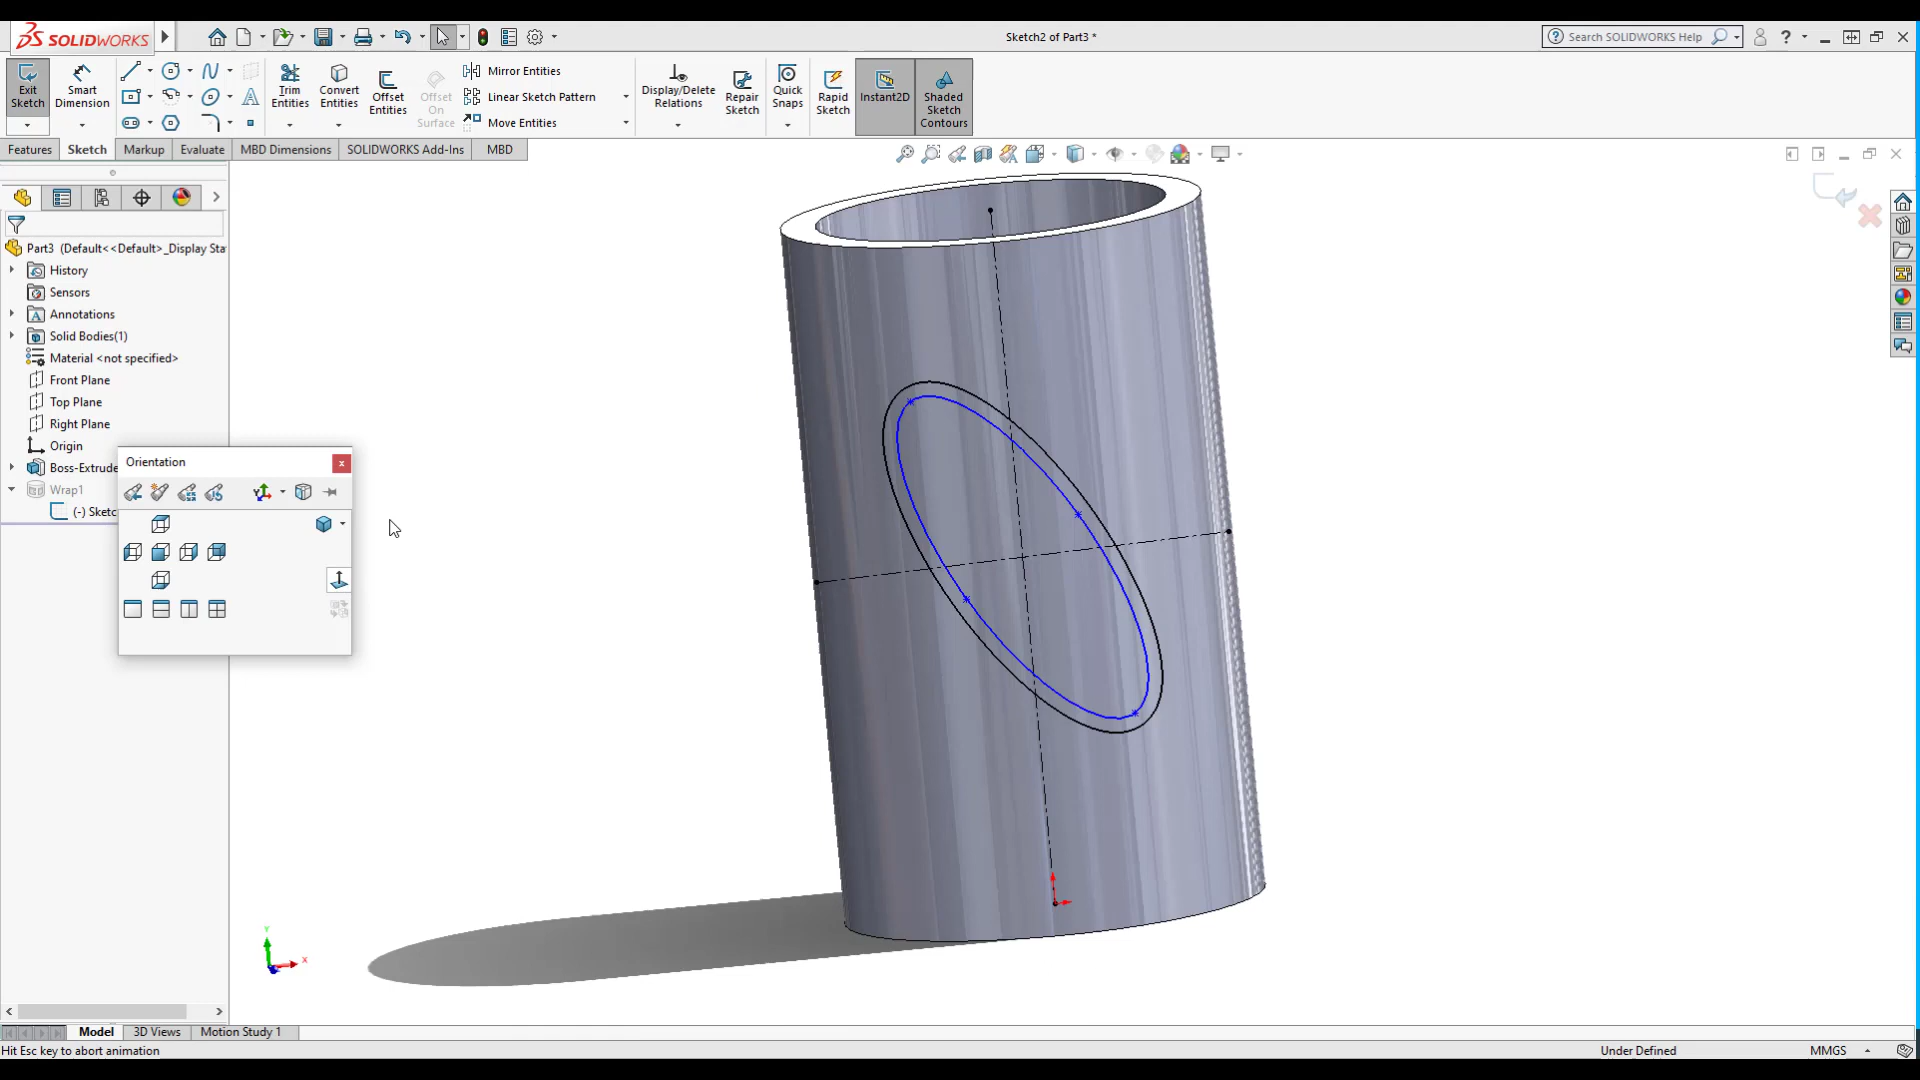 SOLIDWORKS
Sketch2 of Part3 *
Search SOLIDWORKS Help
Exit Sketch
Smart Dimension
Trim Entities
Convert Entities
Offset Entities
Offset On Surface
Mirror Entities
Linear Sketch Pattern
Move Entities
Display/Delete Relations
Repair Sketch
Quick Snaps
Rapid Sketch
Instant2D
Shaded Sketch Contours
Features
Sketch
Markup
Evaluate
MBD Dimensions
SOLIDWORKS Add-Ins
MBD
Part3 (Default<<Default>_Display Sta
History
Sensors
Annotations
Solid Bodies(1)
Material <not specified>
Front Plane
Top Plane
Right Plane
Origin
Boss-Extrude
Wrap1
(-) Sketc
Orientation
Y
X
Model
3D Views
Motion Study 1
Hit Esc key to abort animation
Under Defined
MMGS